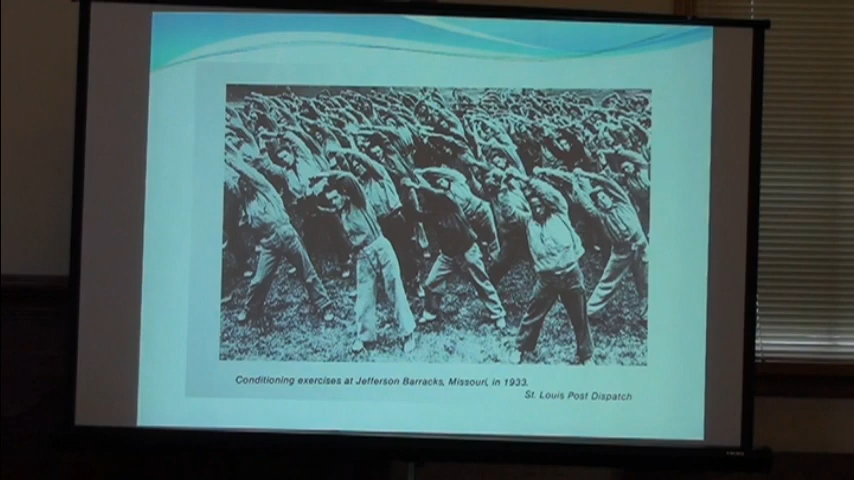 Conditioning exercises at Jefferson Barracks, Missouri, in 1933.
St. Louis Post Dispatch